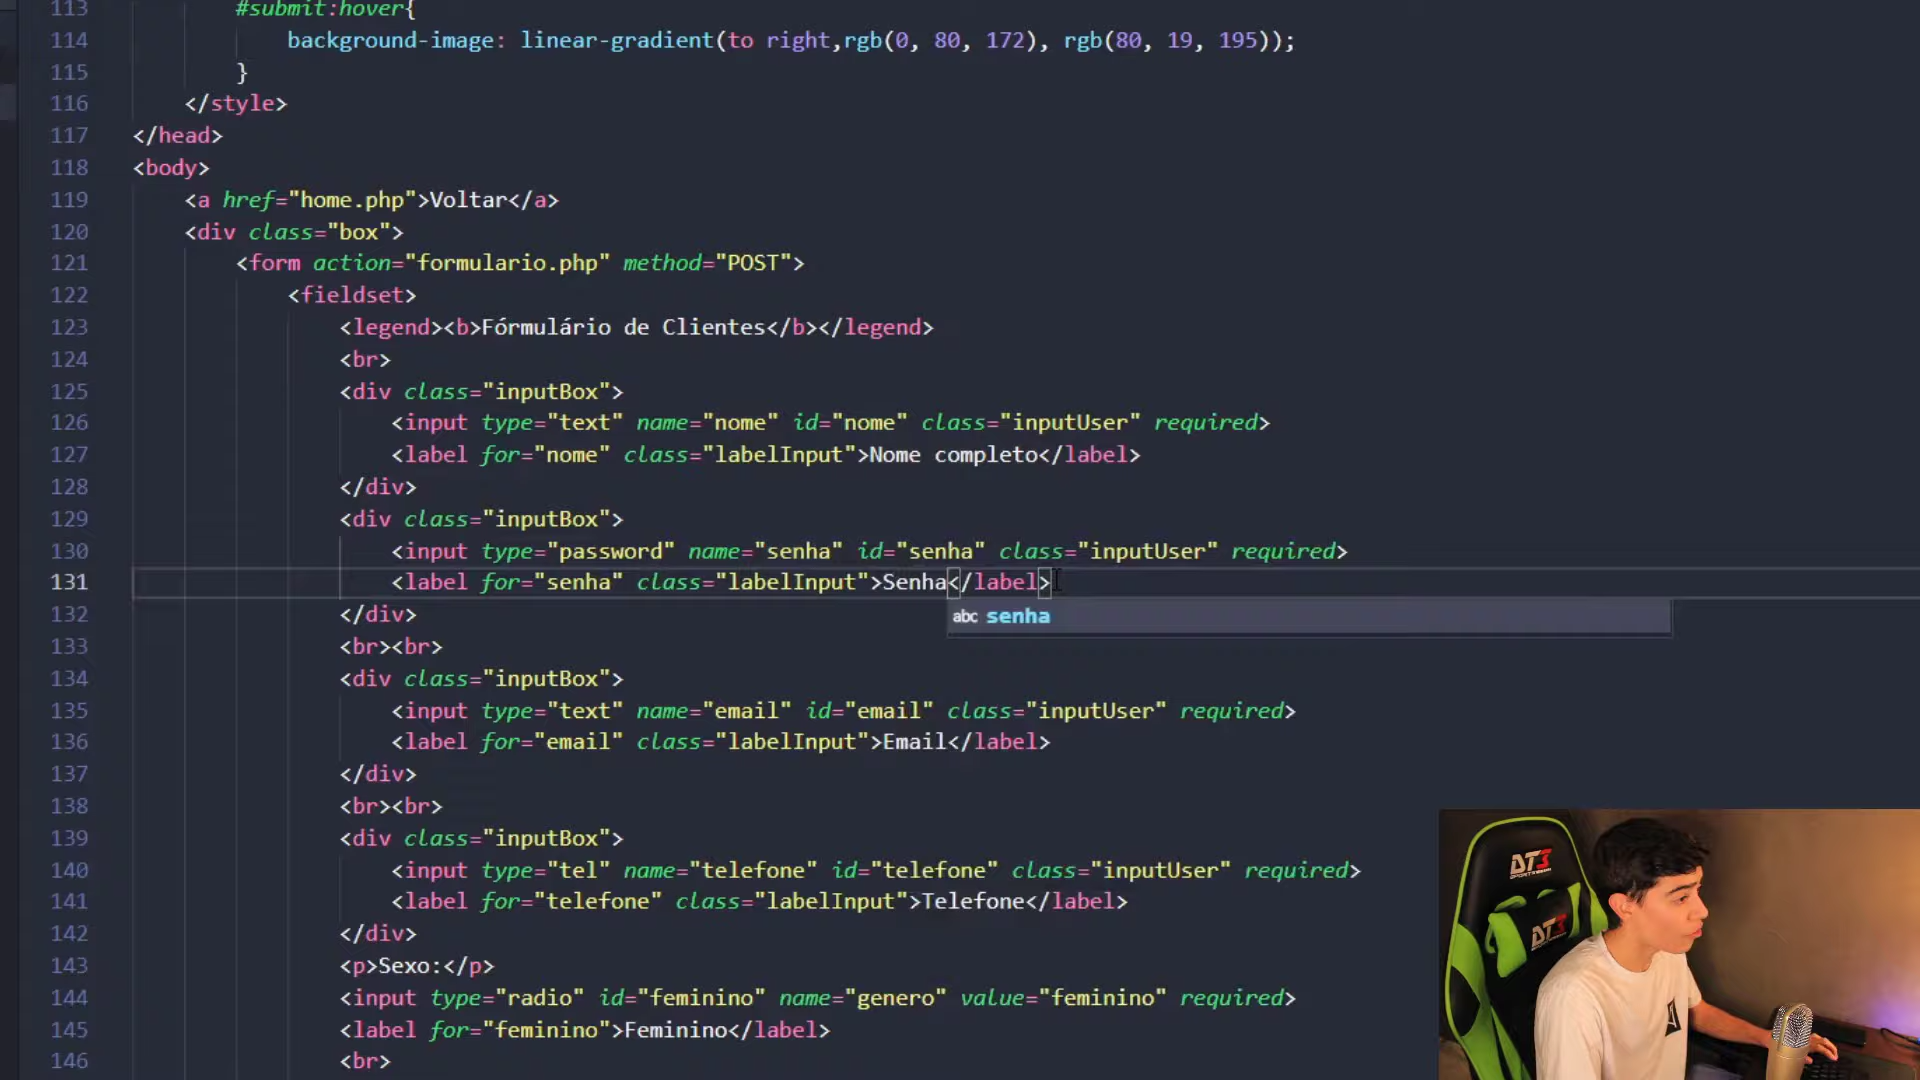 113 #submit:hover{
114 background-image: linear-gradient(to right,rgb(0, 80, 172), rgb(80, 19, 195));
115 }
116 </style>
117 </head>
118 <body>
119 <a href="home.php">Voltar</a>
120 <div class="box">
121 <form action="formulario.php" method="POST">
122 <fieldset>
123 <legend><b>Fórmulário de Clientes</b></legend>
124 <br>
125 <div class="inputBox">
126 <input type="text" name="nome" id="nome" class="inputUser" required>
127 <label for="nome" class="labelInput">Nome completo</label>
128 </div>
129 <div class="inputBox">
130 <input type="password" name="senha" id="senha" class="inputUser" required>
131 <label for="senha" class="labelInput">Senha</label>
abc senha
132 </div>
133 <br><br>
134 <div class="inputBox">
135 <input type="text" name="email" id="email" class="inputUser" required>
136 <label for="email" class="labelInput">Email</label>
137 </div>
138 <br><br>
139 <div class="inputBox">
140 <input type="tel" name="telefone" id="telefone" class="inputUser" required>
141 <label for="telefone" class="labelInput">Telefone</label>
142 </div>
143 <p>Sexo:</p>
144 <input type="radio" id="feminino" name="genero" value="feminino" required>
145 <label for="feminino">Feminino</label>
146 <br>
DT3
DT3